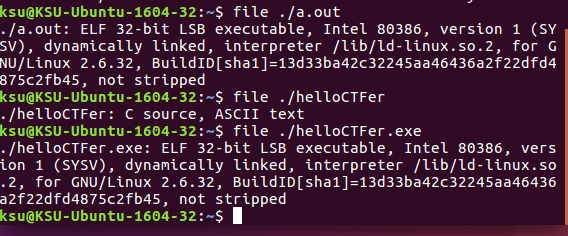 ksu@KSU-Ubuntu-1604-32:~$ file ./a.out
./a.out: ELF 32-bit LSB executable, Intel 80386, version 1 (SY
SV), dynamically linked, interpreter /lib/ld-linux.so.2, for G
NU/Linux 2.6.32, BuildID[sha1]=13d33ba42c32245aa46436a2f22dfd4
875c2fb45, not stripped
ksu@KSU-Ubuntu-1604-32:~$ file ./helloCTFer
./helloCTFer: C source, ASCII text
ksu@KSU-Ubuntu-1604-32:~$ file ./helloCTFer.exe
./helloCTFer.exe: ELF 32-bit LSB executable, Intel 80386, vers
ion 1 (SYSV), dynamically linked, interpreter /lib/ld-linux.so
.2, for GNU/Linux 2.6.32, BuildID[sha1]=13d33ba42c32245aa46436
a2f22dfd4875c2fb45, not stripped
ksu@KSU-Ubuntu-1604-32:~$